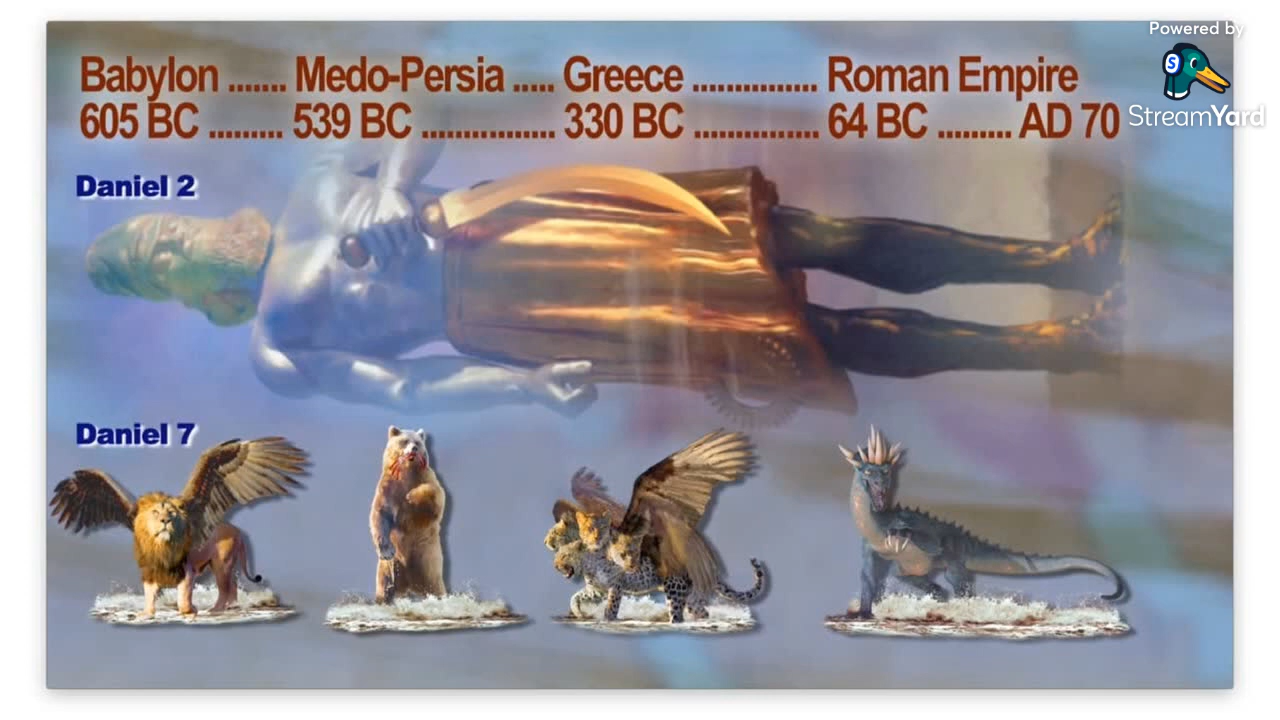 Powered by
Babylon ....... Medo-Persia ..... Greece .............. Roman Empire
605 BC ......... 539 BC ................ 330 BC ............... 64 BC ......... AD 70
S
StreamYard
Daniel 2
Daniel 7